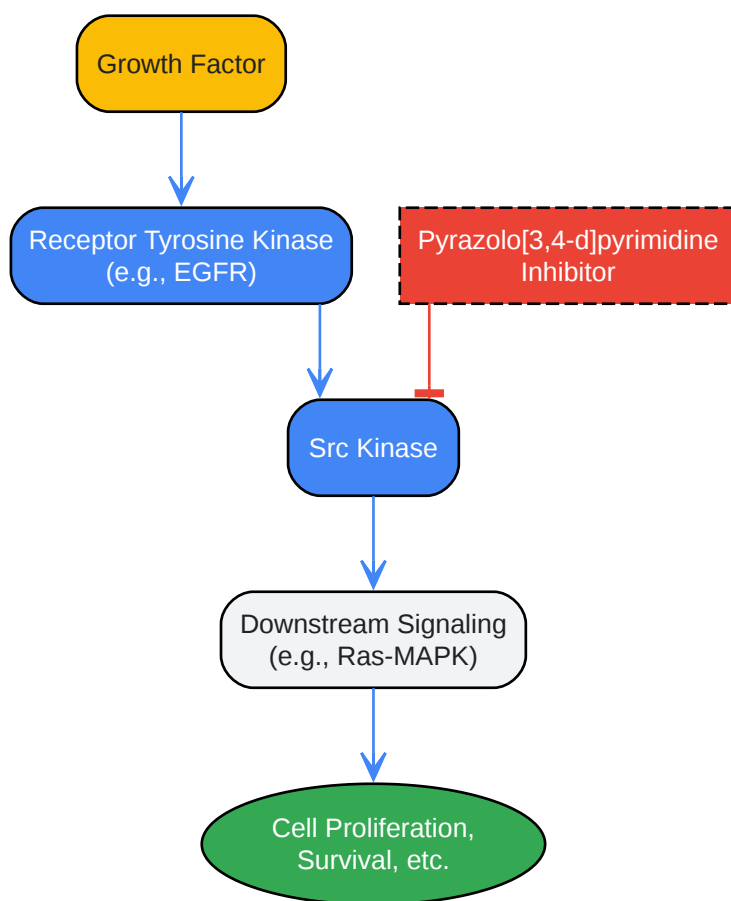 Growth Factor
Receptor Tyrosine Kinase
(e.g., EGFR)
Pyrazolo[3,4-d]pyrimidine
Inhibitor
Src Kinase
Downstream Signaling
(e.g., Ras-MAPK)
Cell Proliferation,
Survival, etc.